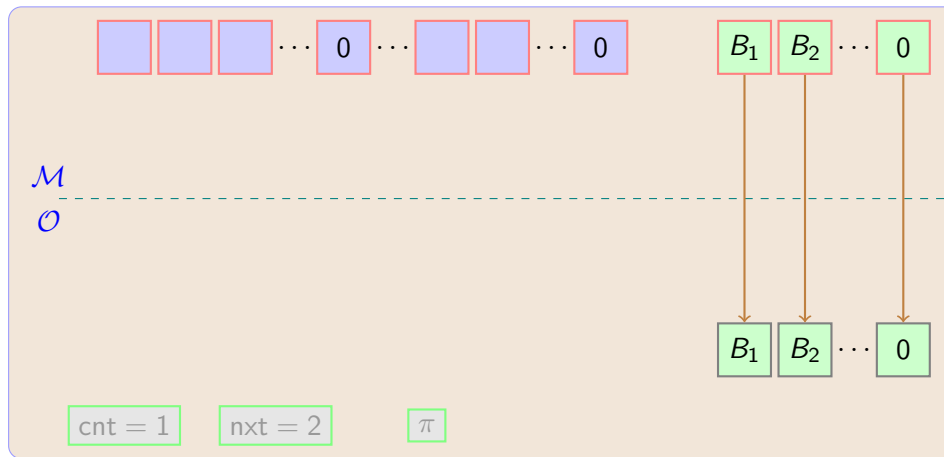 ⋯ 0 ⋯ ⋯ 0 B₁ B₂ ⋯ 0
ℳ
𝒪
B₁ B₂ ⋯ 0
cnt = 1 nxt = 2 π